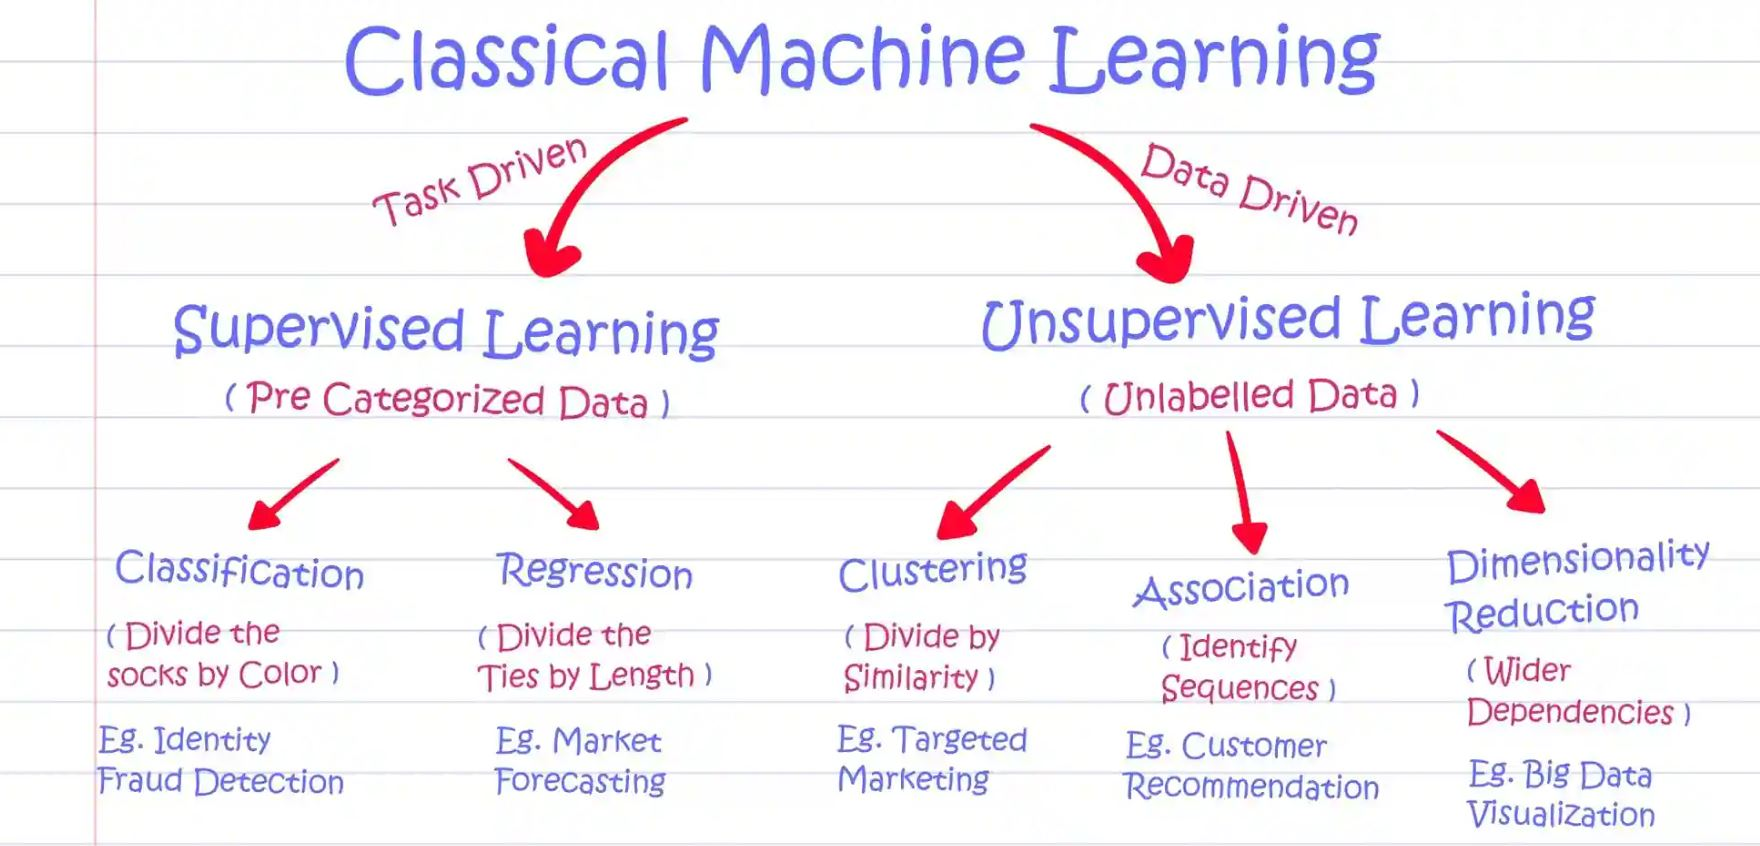 Classical Machine Learning
Task Driven
Data Driven
Supervised Learning
( Pre Categorized Data )
Unsupervised Learning
( Unlabelled Data )
Classification
( Divide the
socks by Color )
Eg. Identity
Fraud Detection
Regression
( Divide the
Ties by Length )
Eg. Market
Forecasting
Clustering
( Divide by
Similarity )
Eg. Targeted
Marketing
Association
( Identify
Sequences )
Eg. Customer
Recommendation
Dimensionality
Reduction
( Wider
Dependencies )
Eg. Big Data
Visualization